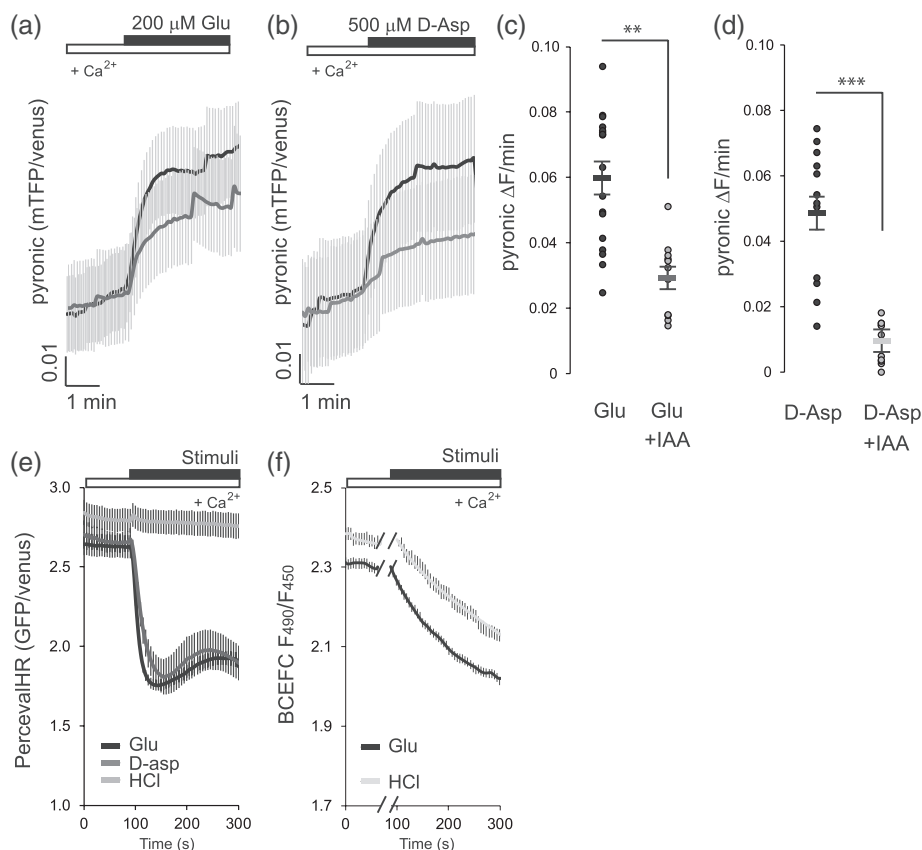 (a)
200 μM Glu
+ Ca2+
pyronic (mTFP/venus)
0.01
1 min
(b)
500 μM D-Asp
+ Ca2+
pyronic (mTFP/venus)
0.01
1 min
(c)
**
0.10
0.08
0.06
0.04
0.02
0
pyronic ΔF/min
Glu
Glu
+IAA
(d)
***
0.10
0.08
0.06
0.04
0.02
0
pyronic ΔF/min
D-Asp
D-Asp
+IAA
(e)
Stimuli
+ Ca2+
3.0
2.5
2.0
1.5
1.0
PercevalHR (GFP/venus)
Glu
D-asp
HCl
0 100 200 300
Time (s)
(f)
Stimuli
+ Ca2+
2.5
2.3
2.1
1.9
1.7
BCEFC F490/F450
Glu
HCl
0 100 200 300
Time (s)